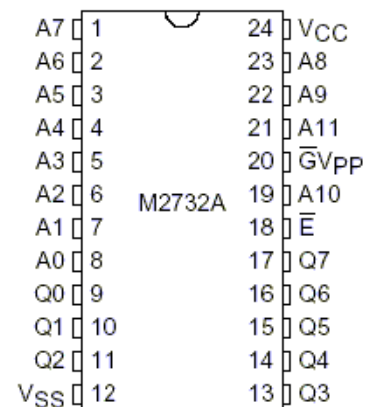 A7 1 24 VCC
A6 2 23 A8
A5 3 22 A9
A4 4 21 A11
A3 5 20 G̅VPP
A2 6 M2732A 19 A10
A1 7 18 E̅
A0 8 17 Q7
Q0 9 16 Q6
Q1 10 15 Q5
Q2 11 14 Q4
VSS 12 13 Q3